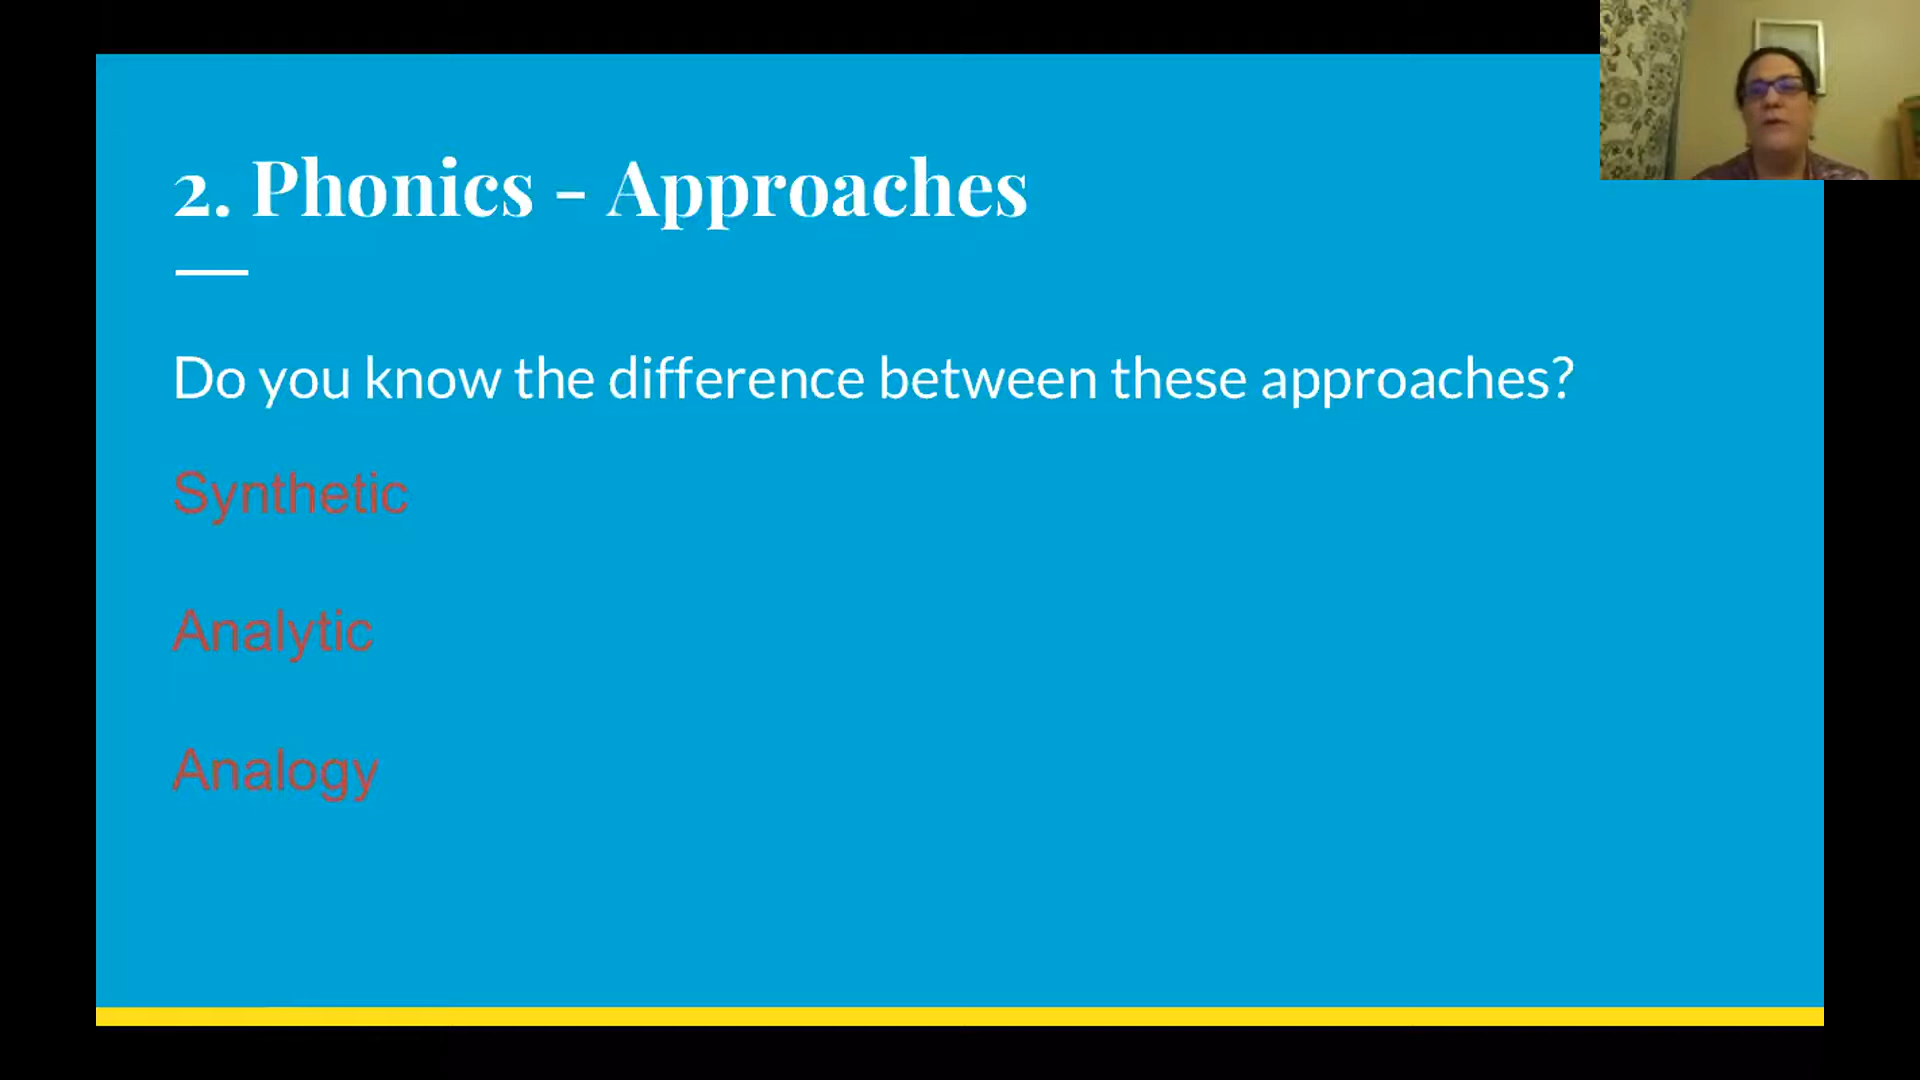 2. Phonics - Approaches
Do you know the difference between these approaches?
Synthetic
Analytic
Analogy